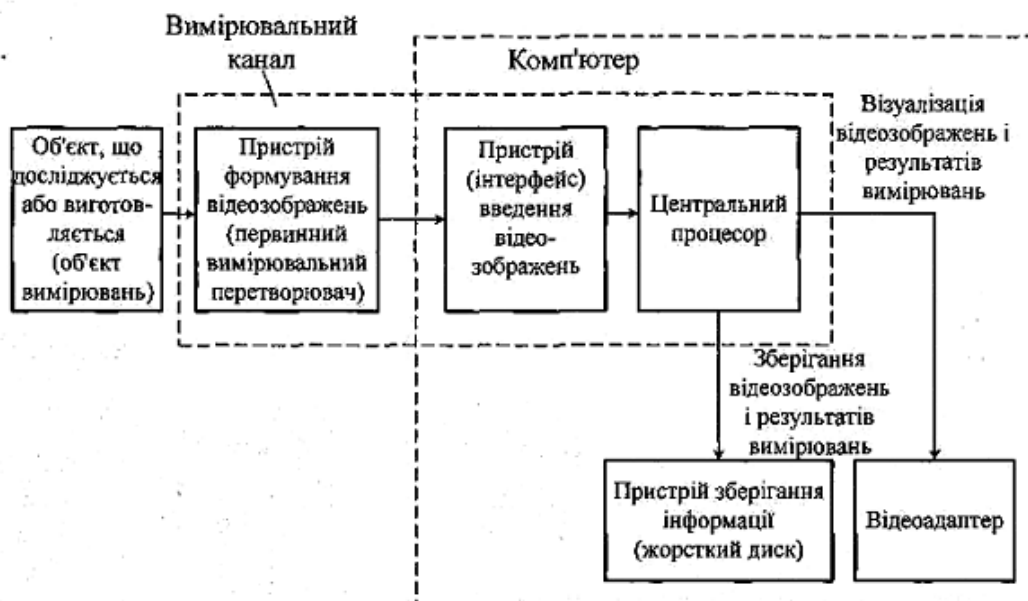 Вимірювальний
канал
Комп'ютер
Об'єкт, що
досліджується
або виготов-
ляється
(об'єкт
вимірювань)
Пристрій
формування
відеозображень
(первинний
вимірювальний
перетворювач)
Пристрій
(інтерфейс)
введення
відео-
зображень
Центральний
процесор
Візуалізація
відеозображень і
результатів
вимірювань
Зберігання
відеозображень
і результатів
вимірювань
Пристрій зберігання
інформації
(жорсткий диск)
Відеоадаптер